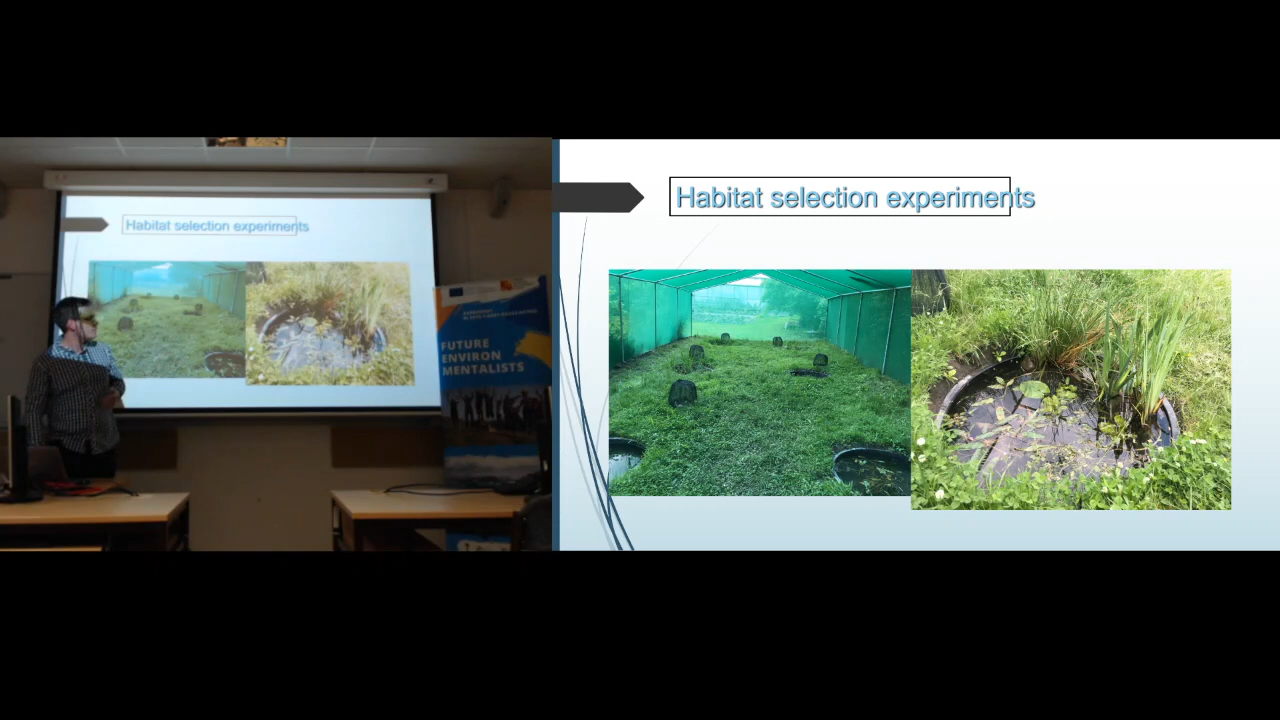 Habitat selection experiments
FUTURE
ENVIRON
MENTALISTS
Habitat selection experiments